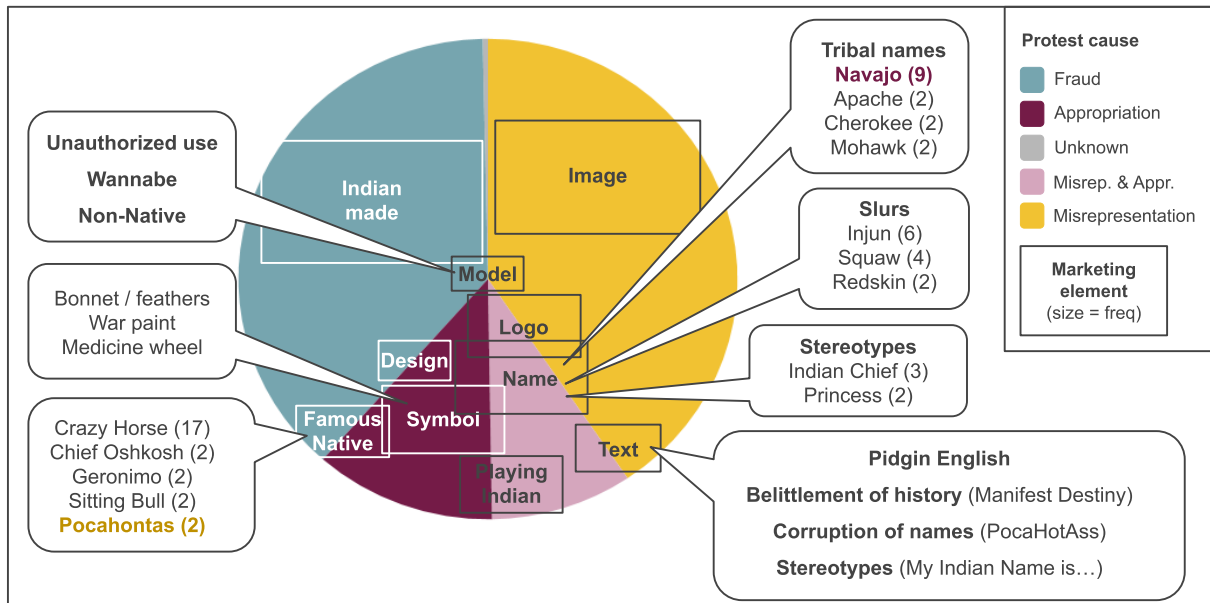 Unauthorized use
Wannabe
Non-Native
Bonnet / feathers
War paint
Medicine wheel
Crazy Horse (17)
Chief Oshkosh (2)
Geronimo (2)
Sitting Bull (2)
Pocahontas (2)
Indian
made
Image
Model
Logo
Design
Name
Famous
Native
Symbol
Text
Playing
Indian
Tribal names
Navajo (9)
Apache (2)
Cherokee (2)
Mohawk (2)
Slurs
Injun (6)
Squaw (4)
Redskin (2)
Stereotypes
Indian Chief (3)
Princess (2)
Pidgin English
Belittlement of history (Manifest Destiny)
Corruption of names (PocaHotAss)
Stereotypes (My Indian Name is…)
Protest cause
Fraud
Appropriation
Unknown
Misrep. & Appr.
Misrepresentation
Marketing
element
(size = freq)